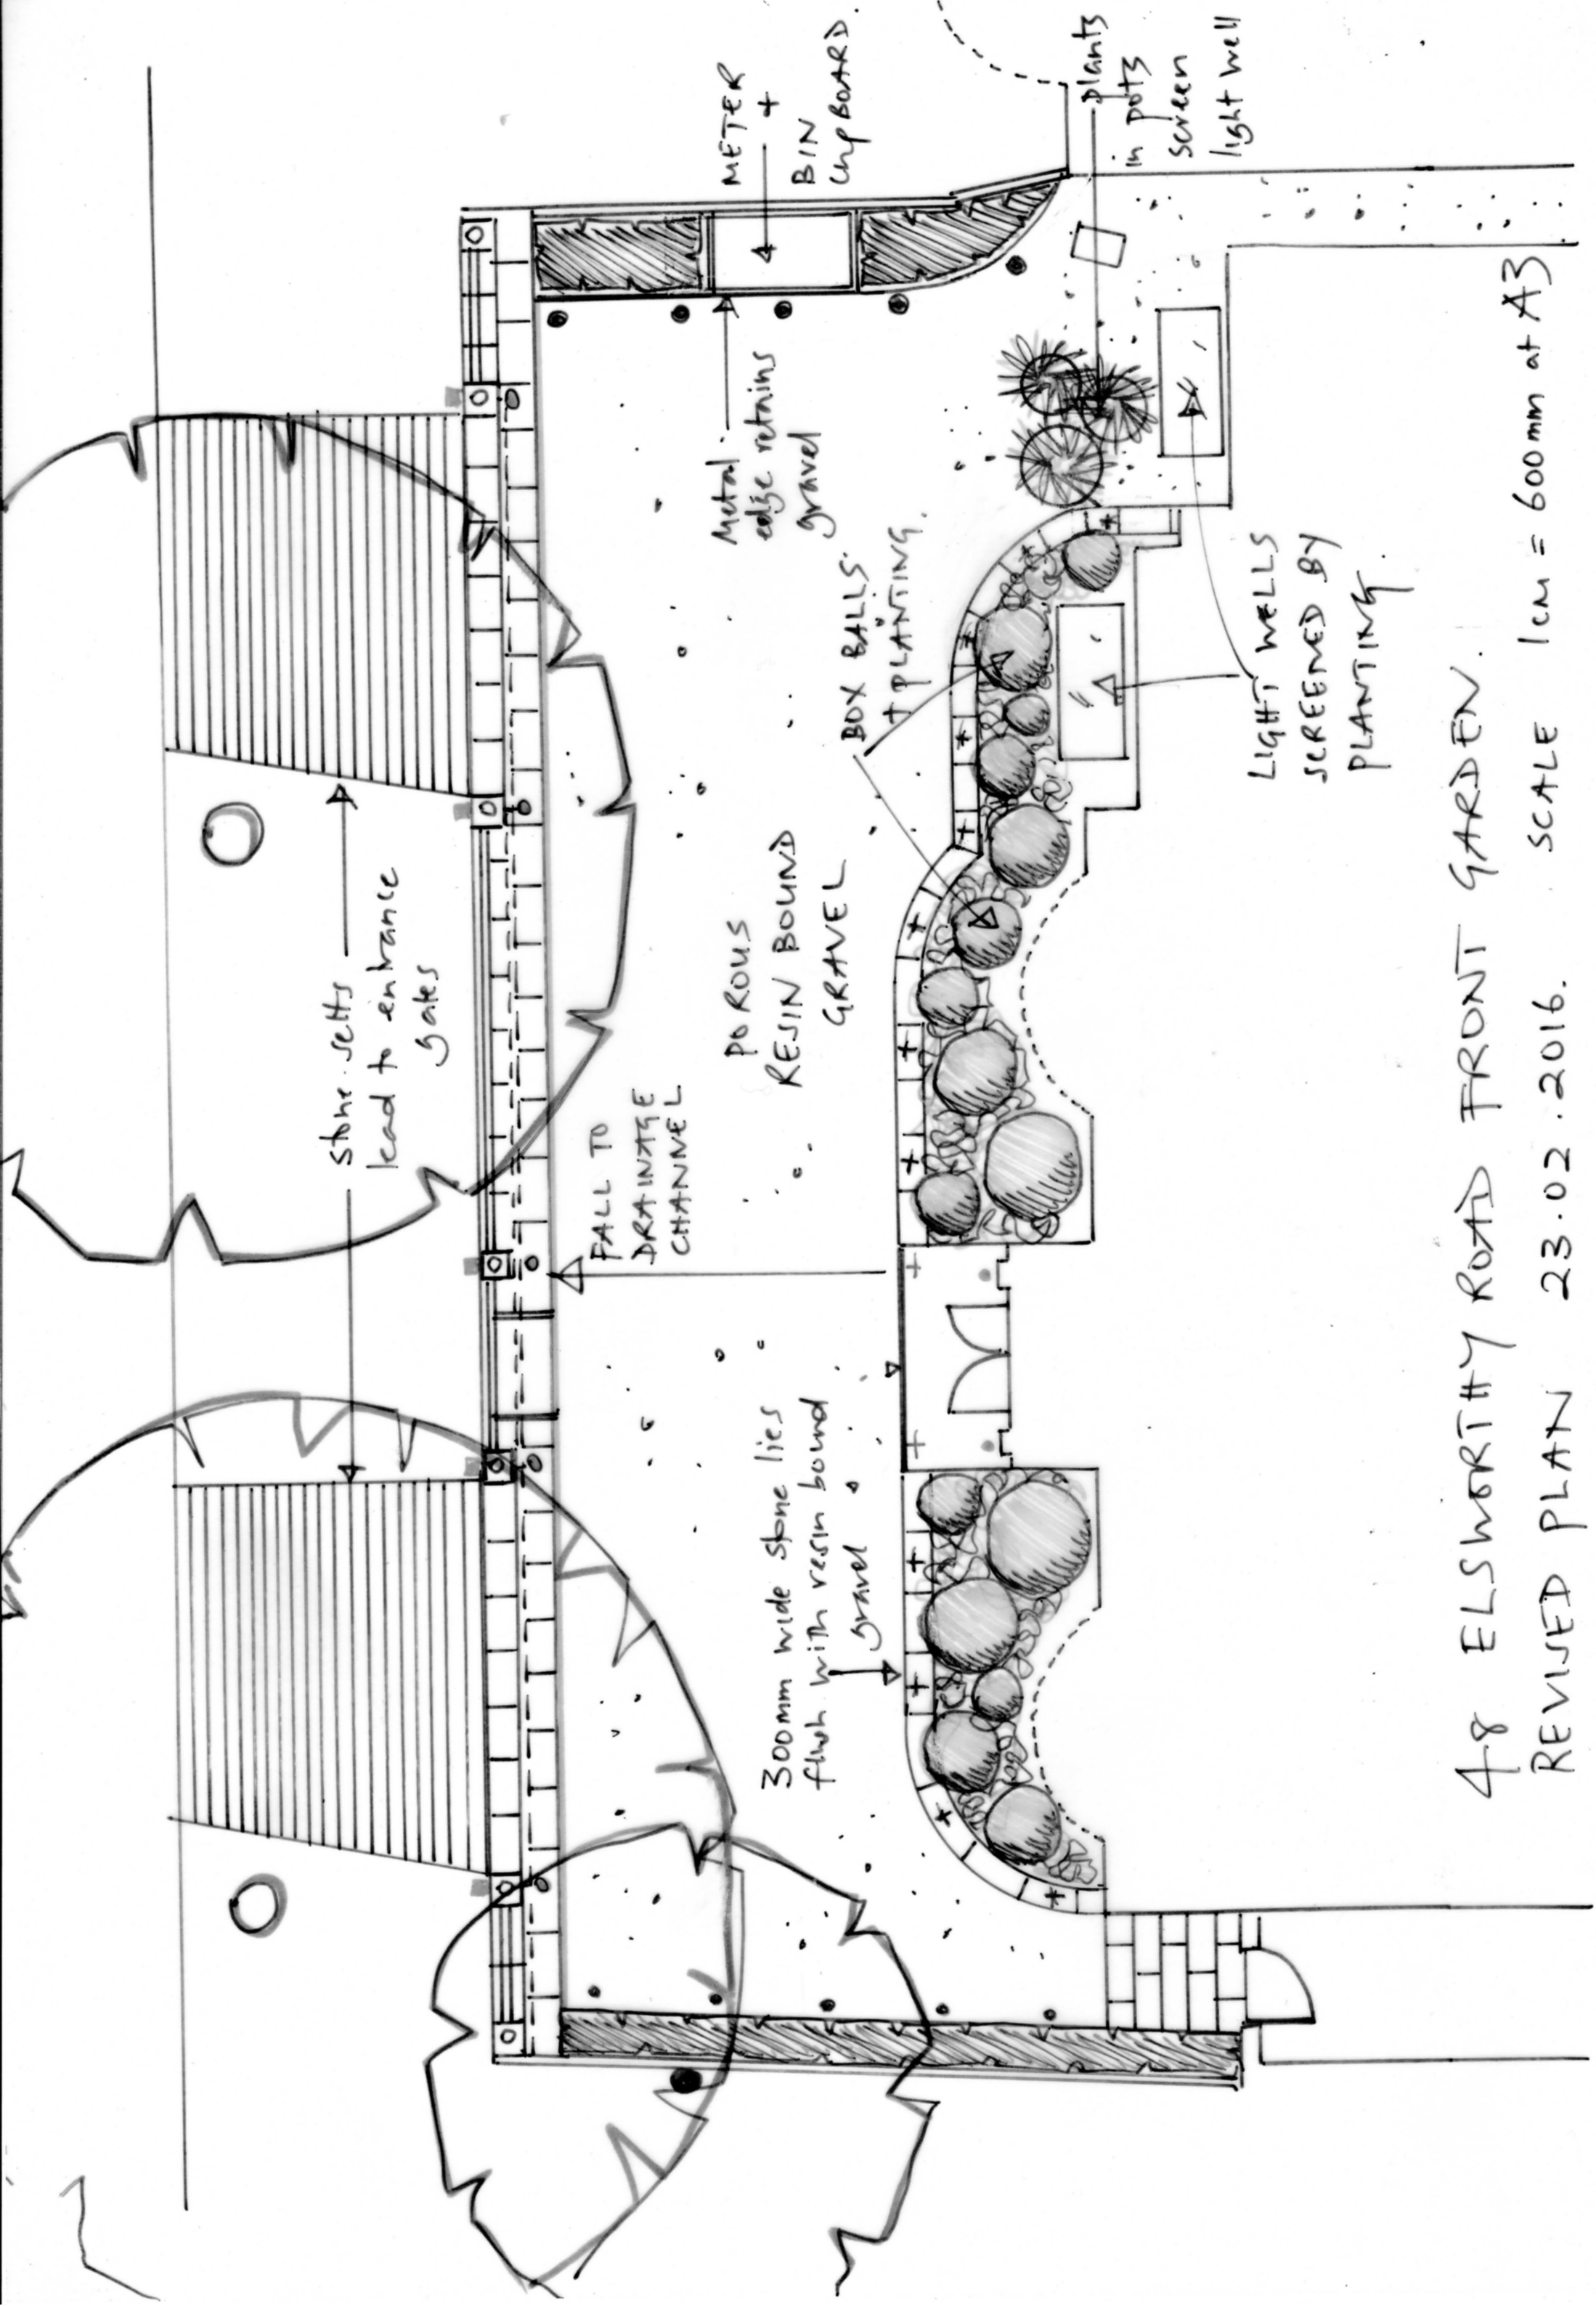 METER
+
BIN
CUPBOARD.
plants
in pots
screen
light well
Metal
edge retains
gravel
BOX BALLS
+ PLANTING.
LIGHT WELLS
SCREENED BY
PLANTING.
Stone setts
lead to entrance
gates
POROUS
RESIN BOUND
GRAVEL
FALL TO
DRAINAGE
CHANNEL
300mm wide stone lies
flush with resin bound
gravel
48 ELSWORTHY ROAD FRONT GARDEN.
REVISED PLAN 23.02.2016. SCALE 1cm = 600mm at A3